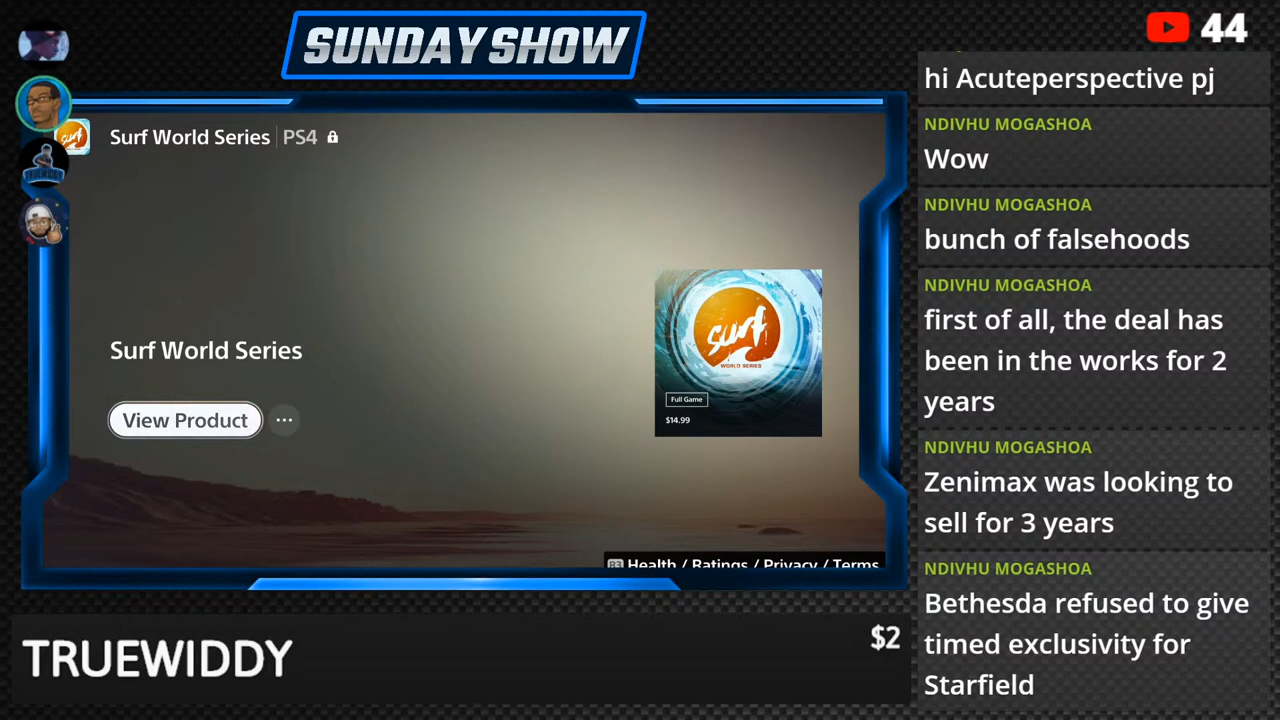 SUNDAY SHOW
44
Surf World Series PS4
Surf World Series
View Product
surf
WORLD SERIES
Full Game
$14.99
R3 Health / Ratings / Privacy / Terms
TRUEWIDDY
TRUEWIDDY
$2
hi Acuteperspective pj
NDIVHU MOGASHOA
Wow
NDIVHU MOGASHOA
bunch of falsehoods
NDIVHU MOGASHOA
first of all, the deal has
been in the works for 2
years
NDIVHU MOGASHOA
Zenimax was looking to
sell for 3 years
NDIVHU MOGASHOA
Bethesda refused to give
timed exclusivity for
Starfield